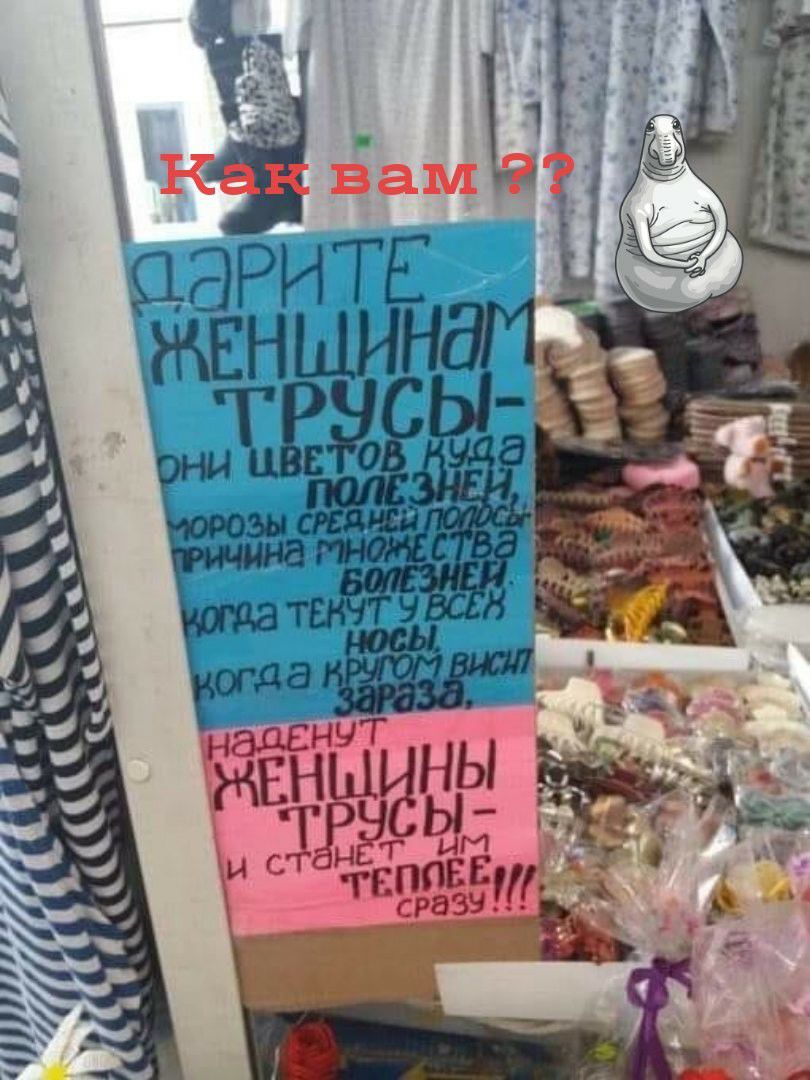 Как вам ??
ДАРИТЕ
ЖЕНЩИНАМ
ТРУСЫ-
ОНИ ЦВЕТОВ КУДА
ПОЛЕЗНЕЙ,
МОРОЗЫ СРЕДНЕЙ ПОЛОСЫ-
ПРИЧИНА МНОЖЕСТВА
БОЛЕЗНЕЙ.
КОГДА ТЕКУТ У ВСЕХ
НОСЫ,
КОГДА КРУГОМ ВИСИТ
ЗАРАЗА,
НАДЕНУТ
ЖЕНЩИНЫ
ТРУСЫ-
И СТАНЕТ ИМ
ТЕПЛЕЕ
СРАЗУ!!!